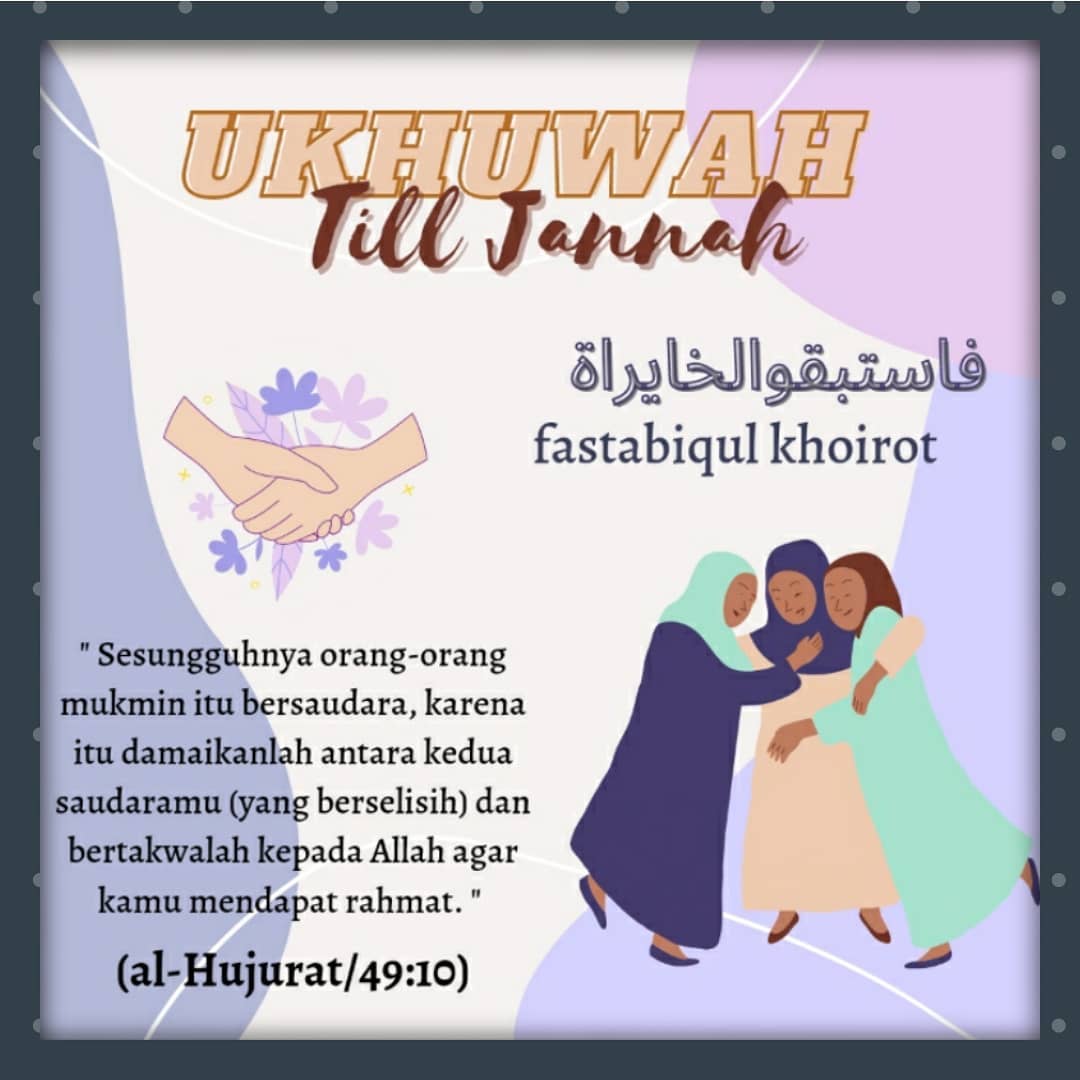 UKHUWAH
Till Jannah
فاستبقوالخايراة
fastabiqul khoirot
" Sesungguhnya orang-orang
mukmin itu bersaudara, karena
itu damaikanlah antara kedua
saudaramu (yang berselisih) dan
bertakwalah kepada Allah agar
kamu mendapat rahmat. "
(al-Hujurat/49:10)